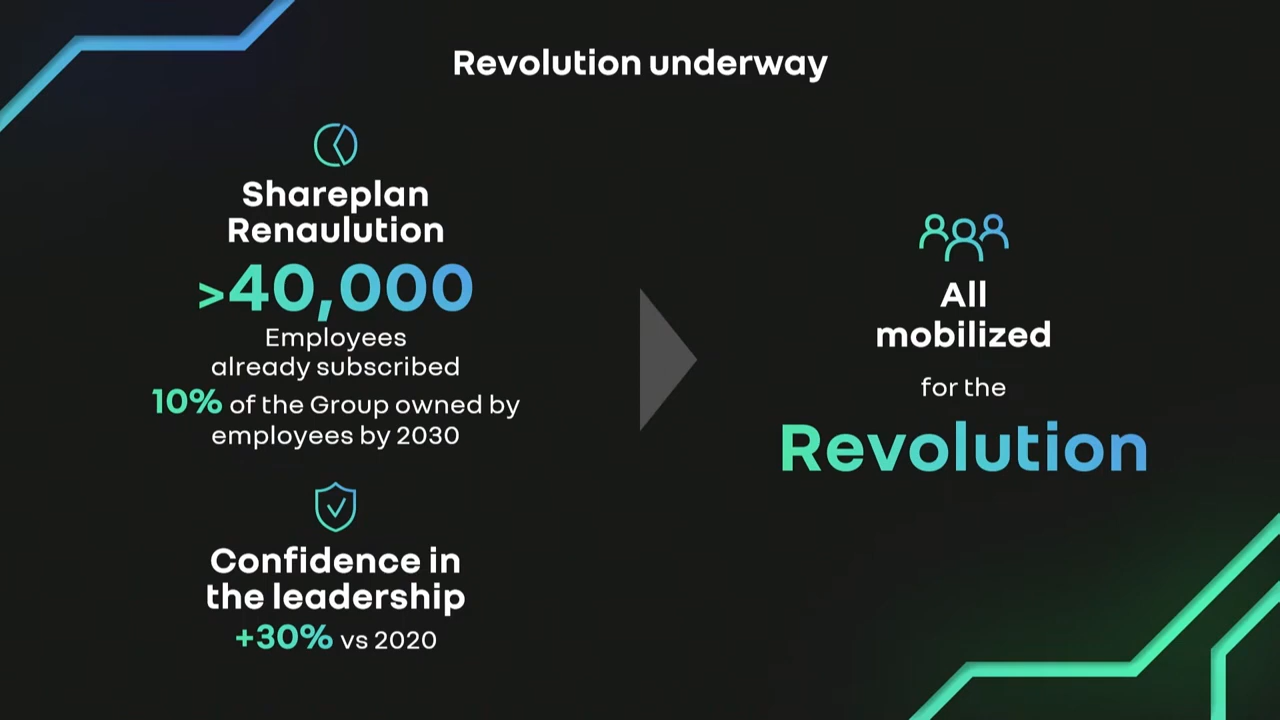 Revolution underway
Shareplan
Renaulution
>40,000
Employees
already subscribed
10% of the Group owned by
employees by 2030
Confidence in
the leadership
+30% vs 2020
All
mobilized
for the
Revolution